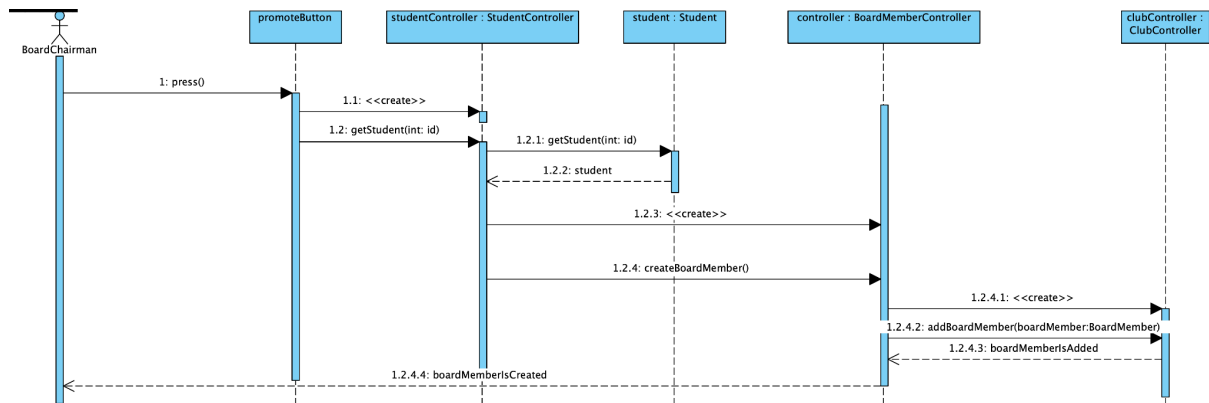 BoardChairman
promoteButton
studentController : StudentController
student : Student
controller : BoardMemberController
clubController :
ClubController
1: press()
1.1: <<create>>
1.2: getStudent(int: id)
1.2.1: getStudent(int: id)
1.2.2: student
1.2.3: <<create>>
1.2.4: createBoardMember()
1.2.4.1: <<create>>
1.2.4.2: addBoardMember(boardMember:BoardMember)
1.2.4.3: boardMemberIsAdded
1.2.4.4: boardMemberIsCreated